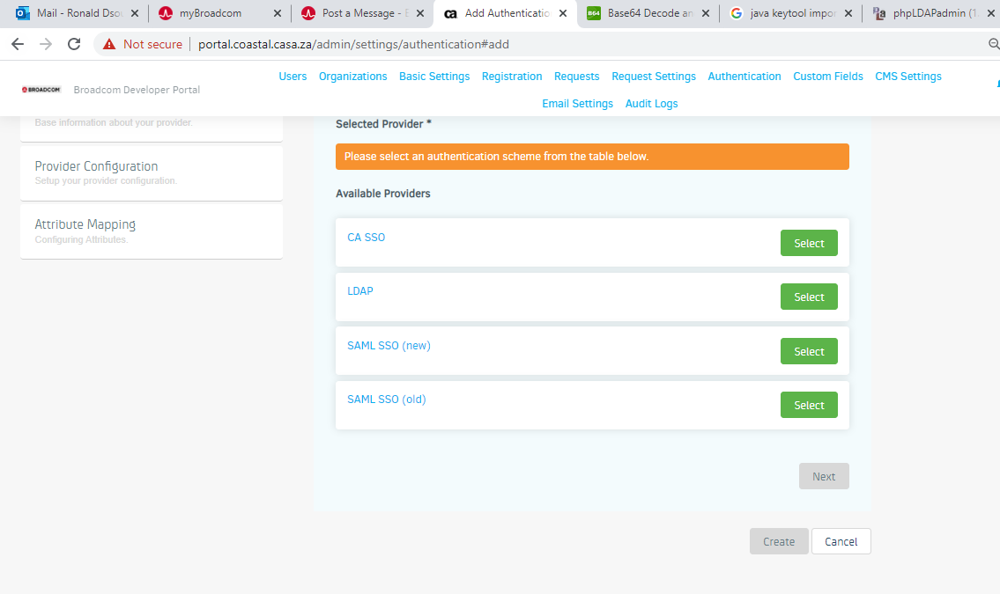 Mail - Ronald Dsou
myBroadcom
Post a Message - B
Add Authenticatio
Base64 Decode an
java keytool impor
phpLDAPadmin (1.
Not secure
portal.coastal.casa.za/admin/settings/authentication#add
BROADCOM
Broadcom Developer Portal
Users Organizations Basic Settings Registration Requests Request Settings Authentication Custom Fields CMS Settings
Email Settings Audit Logs
Base information about your provider.
Provider Configuration
Setup your provider configuration.
Attribute Mapping
Configuring Attributes.
Selected Provider *
Please select an authentication scheme from the table below.
Available Providers
CA SSO
Select
LDAP
Select
SAML SSO (new)
Select
SAML SSO (old)
Select
Next
Create
Cancel